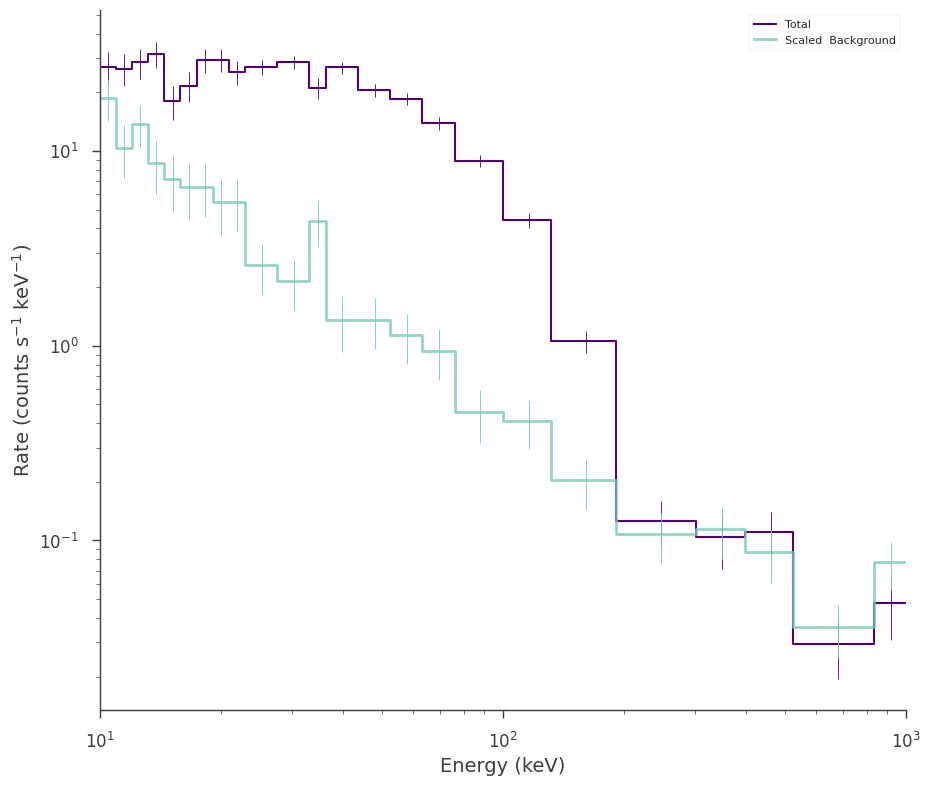 Total
Scaled  Background
Rate (counts s⁻¹ keV⁻¹)
10¹
10⁰
10⁻¹
10¹
10²
10³
Energy (keV)